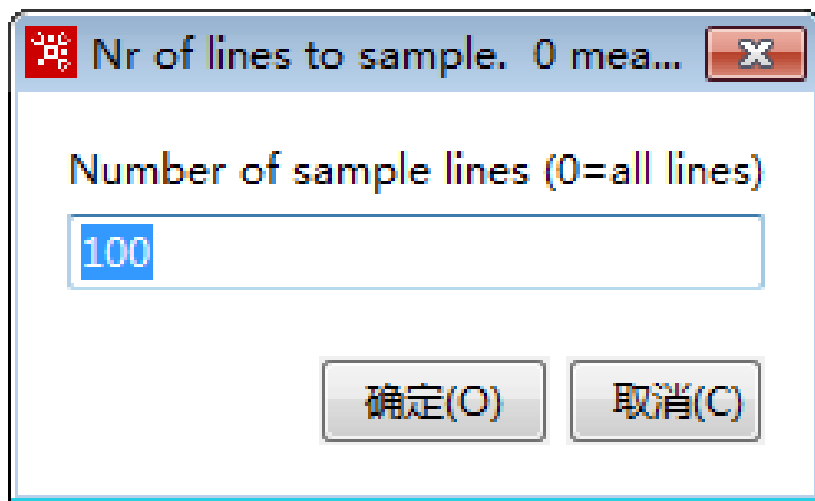 Nr of lines to sample.  0 mea...
Number of sample lines (0=all lines)
100
确定(O)
取消(C)